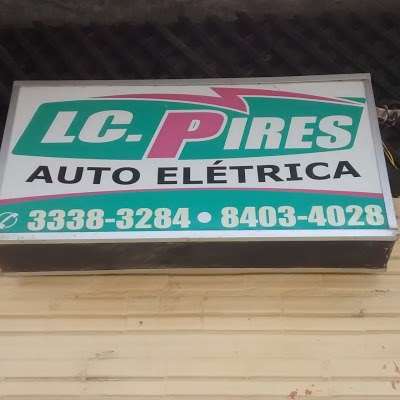 LC. PIRES
AUTO ELÉTRICA
3338-3284 • 8403-4028